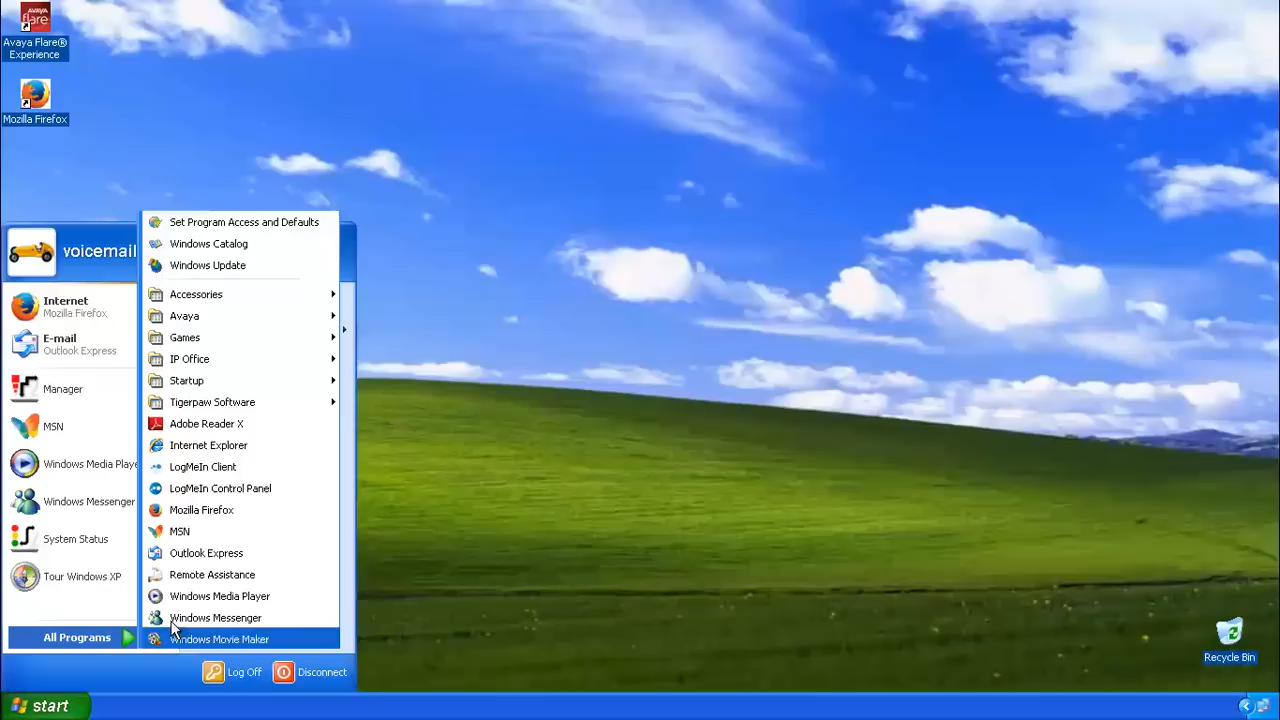 AVAYA
flare
Avaya Flare®
Experience
Mozilla Firefox
voicemail
Internet
Mozilla Firefox
E-mail
Outlook Express
Manager
MSN
Windows Media Playe
Windows Messenger
System Status
Tour Windows XP
All Programs
Set Program Access and Defaults
Windows Catalog
Windows Update
Accessories
Avaya
Games
IP Office
Startup
Tigerpaw Software
Adobe Reader X
Internet Explorer
LogMeIn Client
LogMeIn Control Panel
Mozilla Firefox
MSN
Outlook Express
Remote Assistance
Windows Media Player
Windows Messenger
Windows Movie Maker
Log Off
Disconnect
Recycle Bin
start